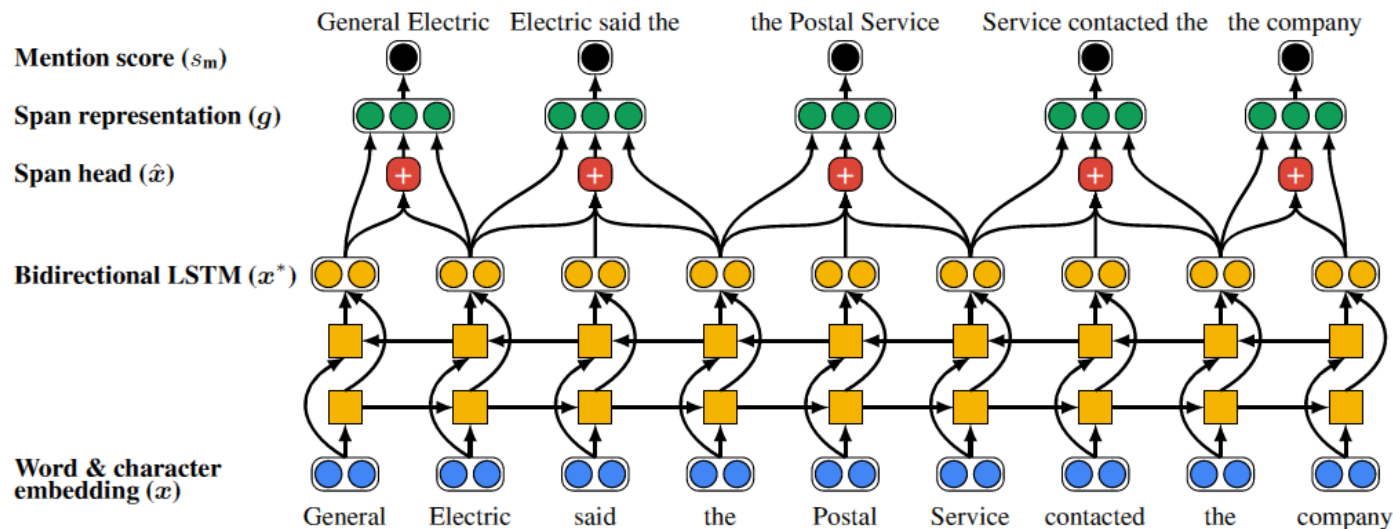 General Electric Electric said the the Postal Service Service contacted the the company
Mention score (sₘ)
Span representation (g)
+ + + + +
Span head (x̂)
Bidirectional LSTM (x*)
Word & character
embedding (x)
General Electric said the Postal Service contacted the company